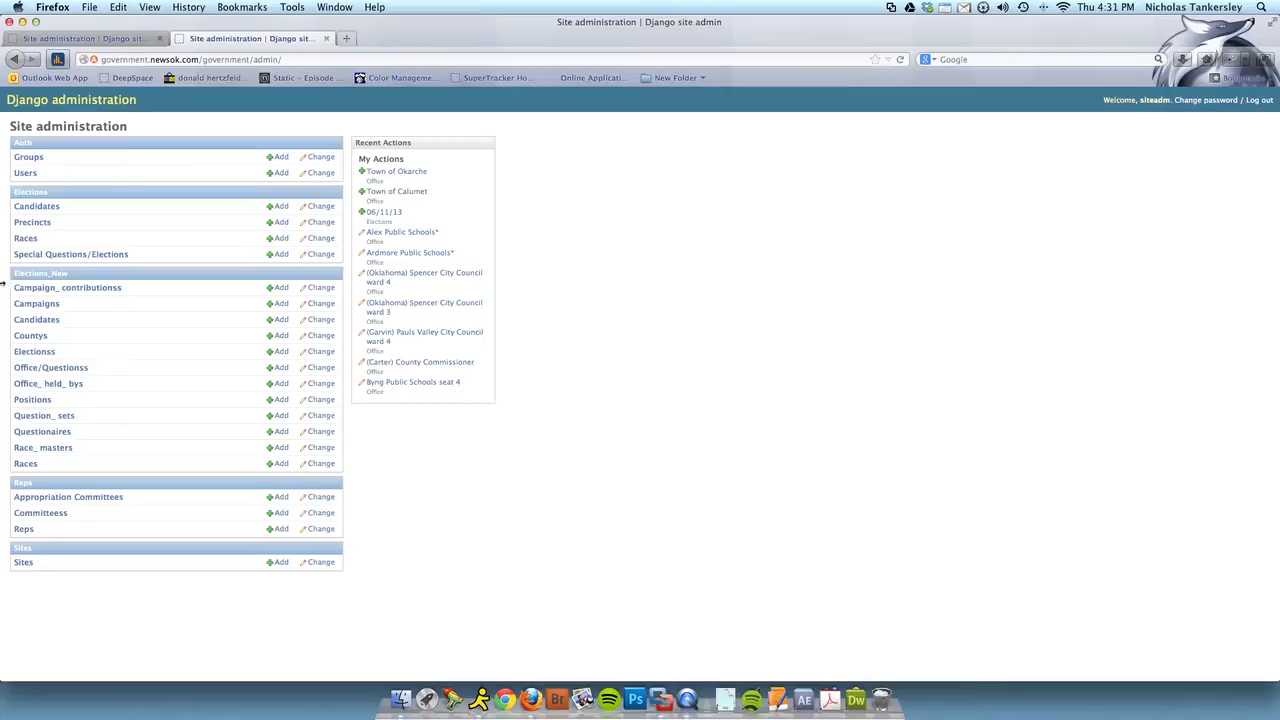 Firefox File Edit View History Bookmarks Tools Window Help Thu 4:31 PM Nicholas Tankersley
Site administration | Django site admin
Site administration | Django sit... Site administration | Django sit...
government.newsok.com/government/admin/ Google
Outlook Web App DeepSpace donald hertzfeld... Static – Episode ... Color Manageme... SuperTracker Ho... Online Applicati... New Folder
Django administration
Welcome, siteadm. Change password / Log out
Site administration
Auth
Groups Add Change
Users Add Change
Elections
Candidates Add Change
Precincts Add Change
Races Add Change
Special Questions/Elections Add Change
Elections_New
Campaign_ contributionss Add Change
Campaigns Add Change
Candidates Add Change
Countys Add Change
Electionss Add Change
Office/Questionss Add Change
Office_ held_ bys Add Change
Positions Add Change
Question_ sets Add Change
Questionaires Add Change
Race_ masters Add Change
Races Add Change
Reps
Appropriation Committees Add Change
Committeess Add Change
Reps Add Change
Sites
Sites Add Change
Recent Actions
My Actions
Town of Okarche
Office
Town of Calumet
Office
06/11/13
Elections
Alex Public Schools*
Office
Ardmore Public Schools*
Office
(Oklahoma) Spencer City Council
ward 4
Office
(Oklahoma) Spencer City Council
ward 3
Office
(Garvin) Pauls Valley City Council
ward 4
Office
(Carter) County Commissioner
Office
Byng Public Schools seat 4
Office
Br Ps AE Dw